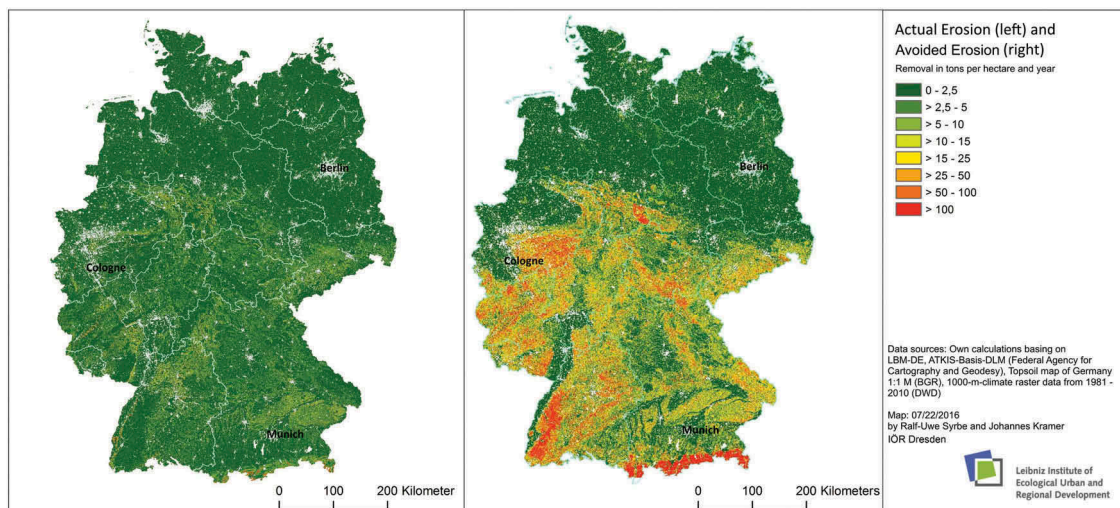 Berlin
Cologne
Munich
0 100 200 Kilometer
Berlin
Cologne
Munich
0 100 200 Kilometers
Actual Erosion (left) and
Avoided Erosion (right)
Removal in tons per hectare and year
0 - 2,5
> 2,5 - 5
> 5 - 10
> 10 - 15
> 15 - 25
> 25 - 50
> 50 - 100
> 100
Data sources: Own calculations basing on
LBM-DE, ATKIS-Basis-DLM (Federal Agency for
Cartography and Geodesy), Topsoil map of Germany
1:1 M (BGR), 1000-m-climate raster data from 1981 -
2010 (DWD)
Map: 07/22/2016
by Ralf-Uwe Syrbe and Johannes Kramer
IÖR Dresden
Leibniz Institute of
Ecological Urban and
Regional Development